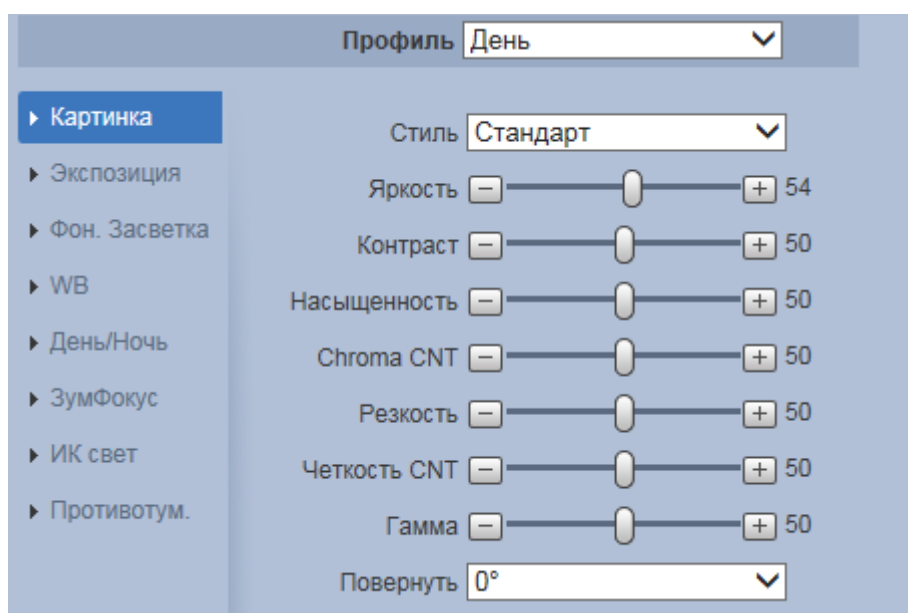 Профиль День
Картинка
Стиль Стандарт
Экспозиция
Яркость 54
Фон. Засветка
Контраст 50
WB
Насыщенность 50
День/Ночь
Chroma CNT 50
ЗумФокус
Резкость 50
ИК свет
Четкость CNT 50
Противотум.
Гамма 50
Повернуть 0°